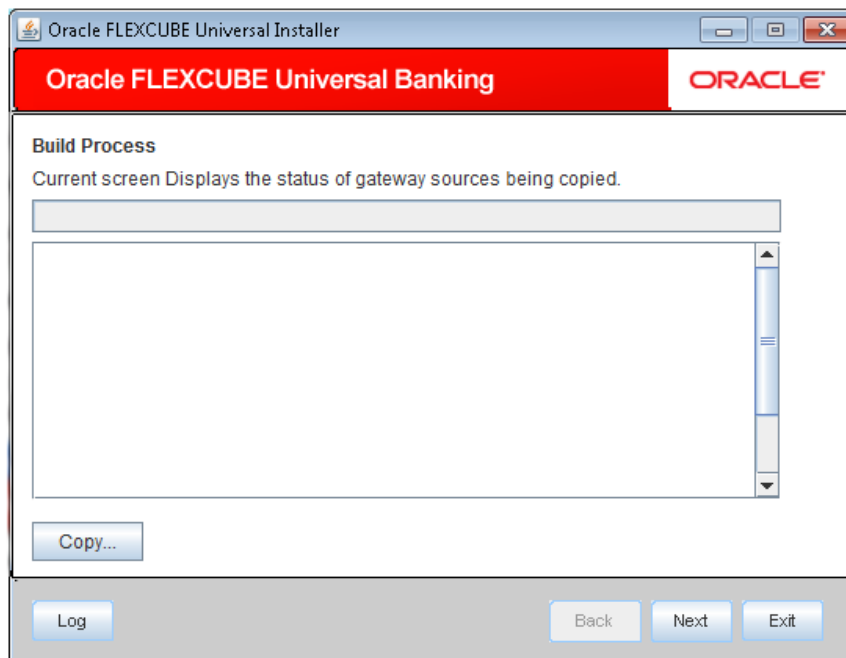 Oracle FLEXCUBE Universal Installer
Oracle FLEXCUBE Universal Banking
ORACLE
Build Process
Current screen Displays the status of gateway sources being copied.
Copy...
Log
Back
Next
Exit